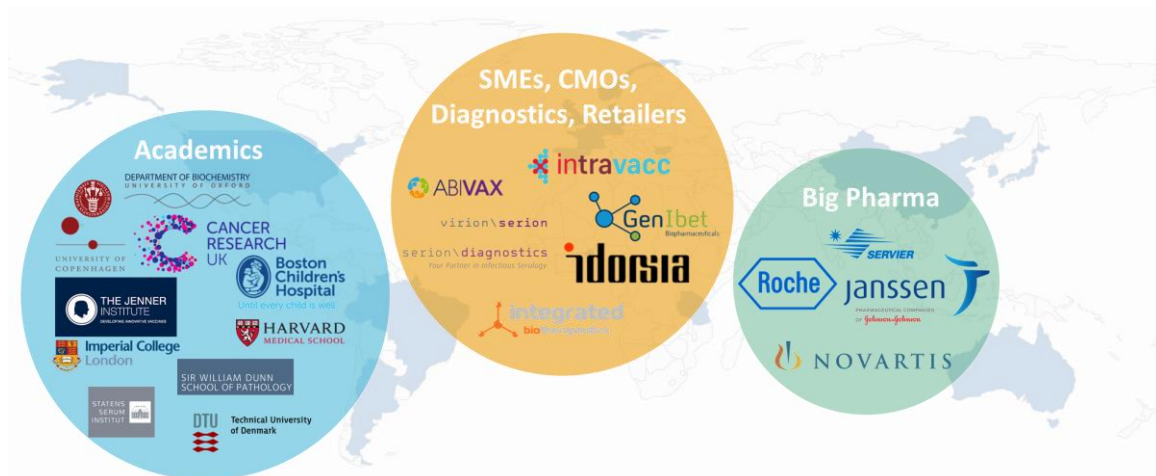 Academics
DEPARTMENT OF BIOCHEMISTRY
UNIVERSITY OF OXFORD
UNIVERSITY OF
COPENHAGEN
CANCER
RESEARCH
UK
Boston
Children's
Hospital
Until every child is well
THE JENNER
INSTITUTE
DEVELOPING INNOVATIVE VACCINES
HARVARD
MEDICAL SCHOOL
Imperial College
London
SIR WILLIAM DUNN
SCHOOL OF PATHOLOGY
STATENS
SERUM
INSTITUT
DTU
Technical University
of Denmark
SMEs, CMOs,
Diagnostics, Retailers
intravacc
ABIVAX
virion\serion
GenIbet
Biopharmaceuticals
serion\diagnostics
Your Partner in Infectious Serology
idorsia
integrated
biotherapeutics
Big Pharma
SERVIER
Roche
janssen
PHARMACEUTICAL COMPANIES
OF Johnson & Johnson
NOVARTIS